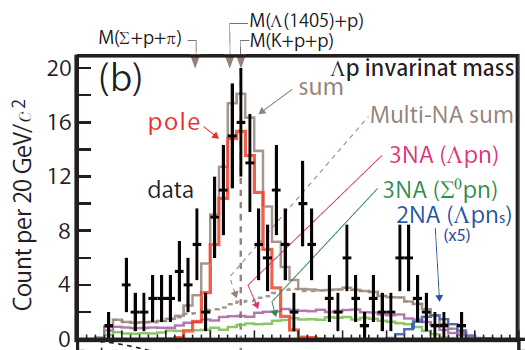 M(Λ(1405)+p)
M(Σ+p+π)
M(K+p+p)
(b)
Λp invarinat mass
sum
Multi-NA sum
pole
3NA (Λpn)
data
3NA (Σ⁰pn)
2NA (Λpnₛ)
(x5)
Count per 20 GeV/c²
20
16
12
8
4
0